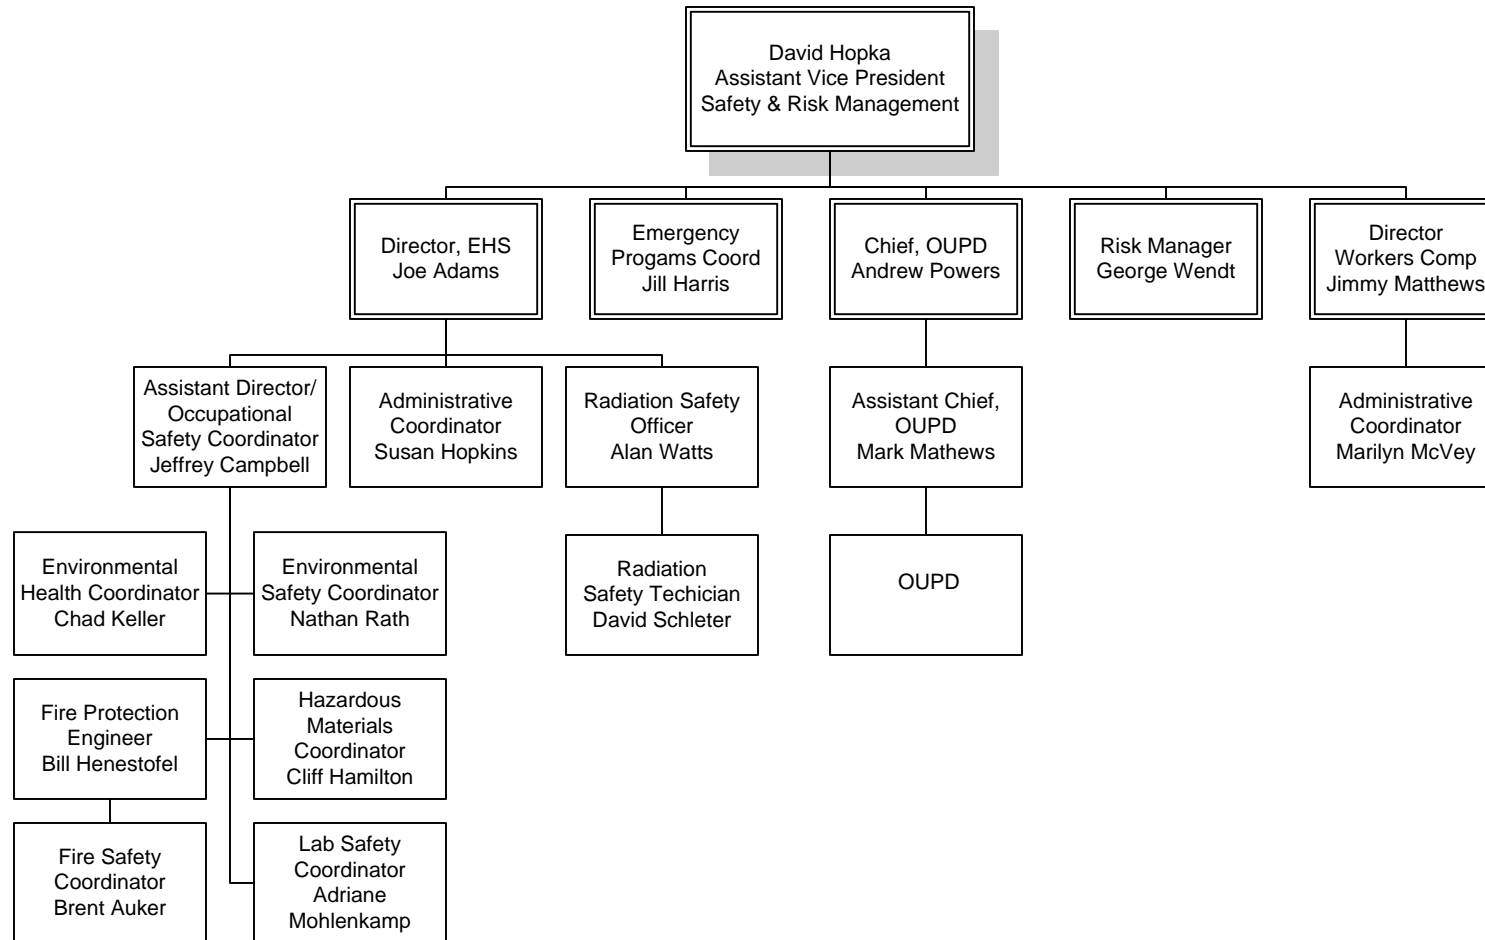 David Hopka
Assistant Vice President
Safety & Risk Management
Director, EHS
Joe Adams
Emergency
Progams Coord
Jill Harris
Chief, OUPD
Andrew Powers
Risk Manager
George Wendt
Director
Workers Comp
Jimmy Matthews
Assistant Director/
Occupational
Safety Coordinator
Jeffrey Campbell
Administrative
Coordinator
Susan Hopkins
Radiation Safety
Officer
Alan Watts
Assistant Chief,
OUPD
Mark Mathews
Administrative
Coordinator
Marilyn McVey
Environmental
Health Coordinator
Chad Keller
Environmental
Safety Coordinator
Nathan Rath
Radiation
Safety Techician
David Schleter
OUPD
Fire Protection
Engineer
Bill Henestofel
Hazardous
Materials
Coordinator
Cliff Hamilton
Fire Safety
Coordinator
Brent Auker
Lab Safety
Coordinator
Adriane
Mohlenkamp